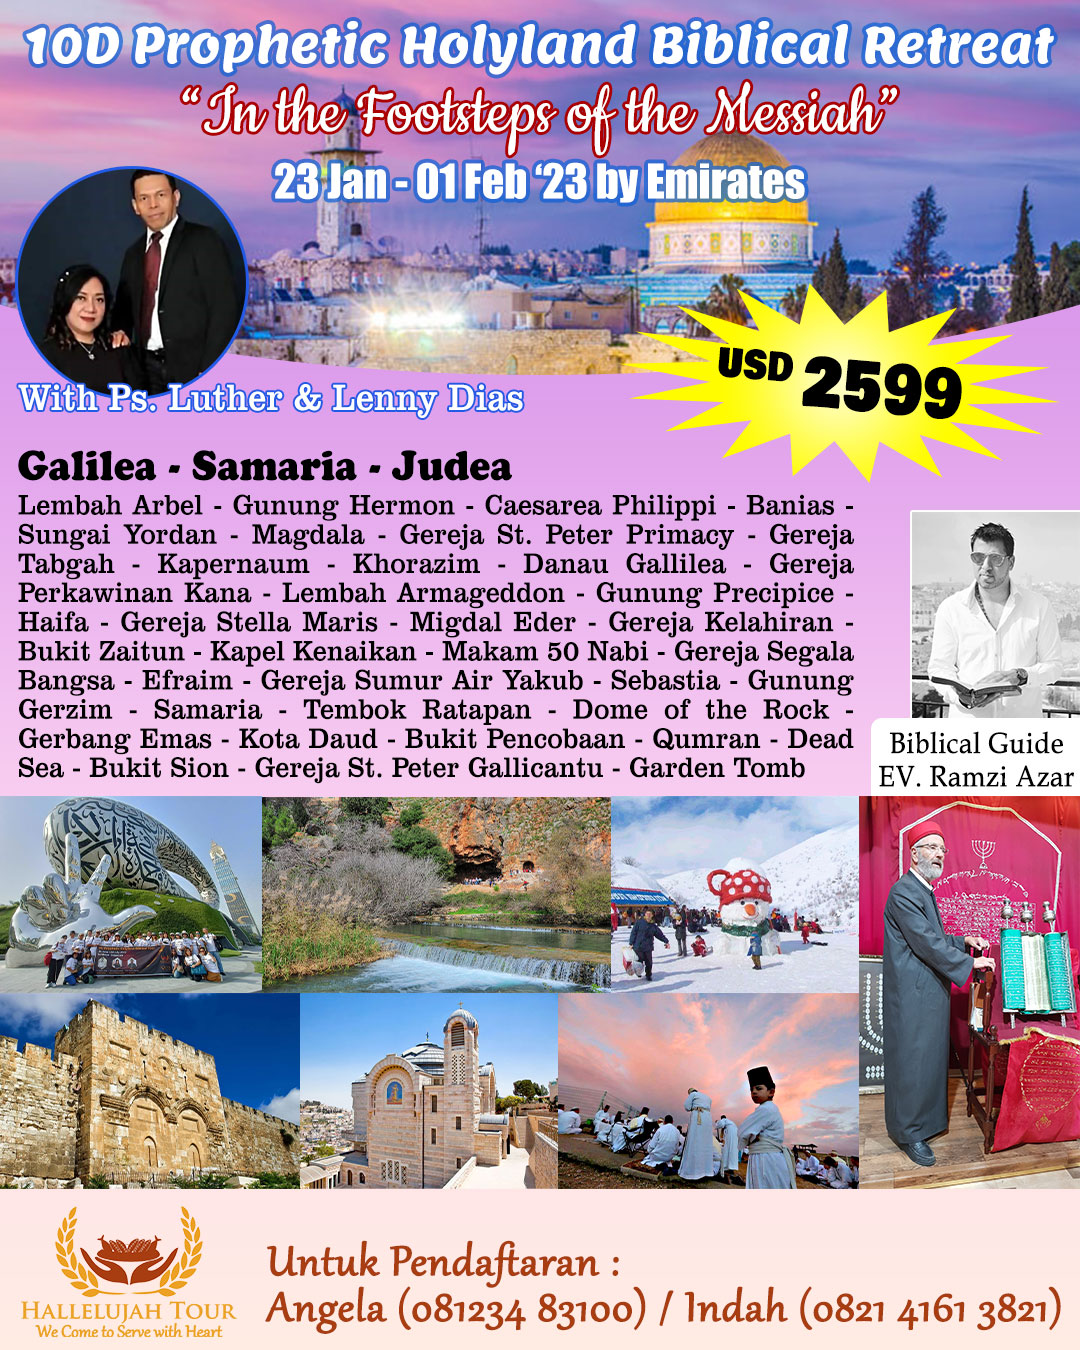 10D Prophetic Holyland Biblical Retreat
“In the Footsteps of the Messiah”
23 Jan - 01 Feb ‘23 by Emirates
With Ps. Luther & Lenny Dias
USD 2599
Galilea - Samaria - Judea
Lembah Arbel - Gunung Hermon - Caesarea Philippi - Banias -
Sungai Yordan - Magdala - Gereja St. Peter Primacy - Gereja
Tabgah - Kapernaum - Khorazim - Danau Gallilea - Gereja
Perkawinan Kana - Lembah Armageddon - Gunung Precipice -
Haifa - Gereja Stella Maris - Migdal Eder - Gereja Kelahiran -
Bukit Zaitun - Kapel Kenaikan - Makam 50 Nabi - Gereja Segala
Bangsa - Efraim - Gereja Sumur Air Yakub - Sebastia - Gunung
Gerzim - Samaria - Tembok Ratapan - Dome of the Rock -
Gerbang Emas - Kota Daud - Bukit Pencobaan - Qumran - Dead
Sea - Bukit Sion - Gereja St. Peter Gallicantu - Garden Tomb
Biblical Guide
EV. Ramzi Azar
HALLELUJAH TOUR
We Come to Serve with Heart
Untuk Pendaftaran :
Angela (081234 83100) / Indah (0821 4161 3821)